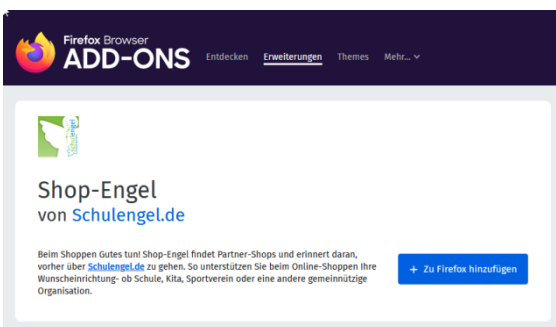 Firefox Browser
ADD-ONS
Entdecken Erweiterungen Themes Mehr...
schulengel
Shop-Engel
von Schulengel.de
Beim Shoppen Gutes tun! Shop-Engel findet Partner-Shops und erinnert daran,
vorher über Schulengel.de zu gehen. So unterstützen Sie beim Online-Shoppen Ihre
Wunscheinrichtung- ob Schule, Kita, Sportverein oder eine andere gemeinnützige
Organisation.
+ Zu Firefox hinzufügen